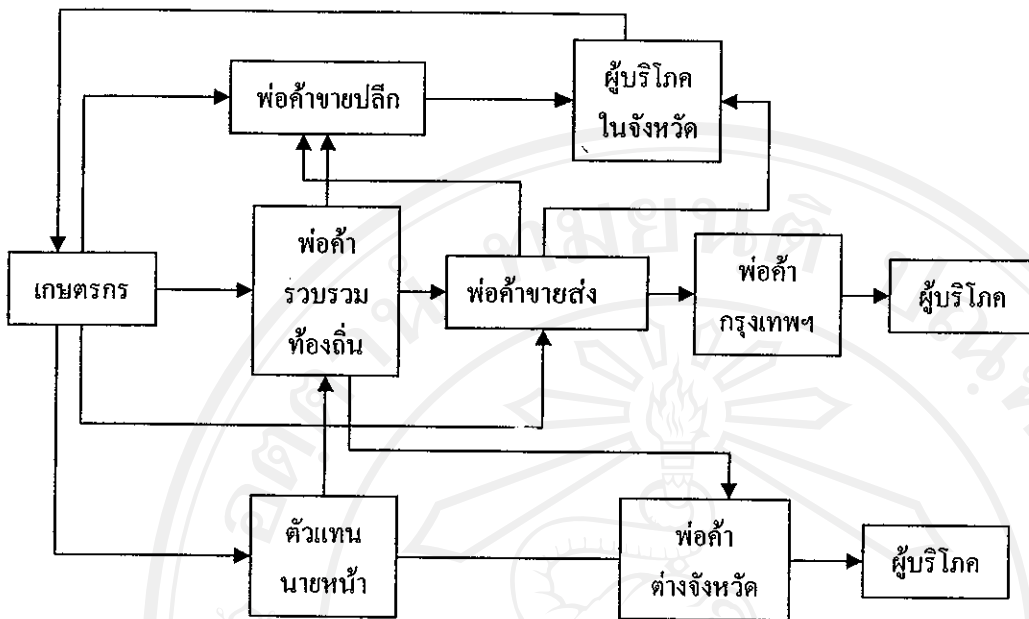 พ่อค้าขายปลีก
ผู้บริโภค
ในจังหวัด
เกษตรกร
พ่อค้า
รวบรวม
ท้องถิ่น
พ่อค้าขายส่ง
พ่อค้า
กรุงเทพฯ
ผู้บริโภค
ตัวแทน
นายหน้า
พ่อค้า
ต่างจังหวัด
ผู้บริโภค